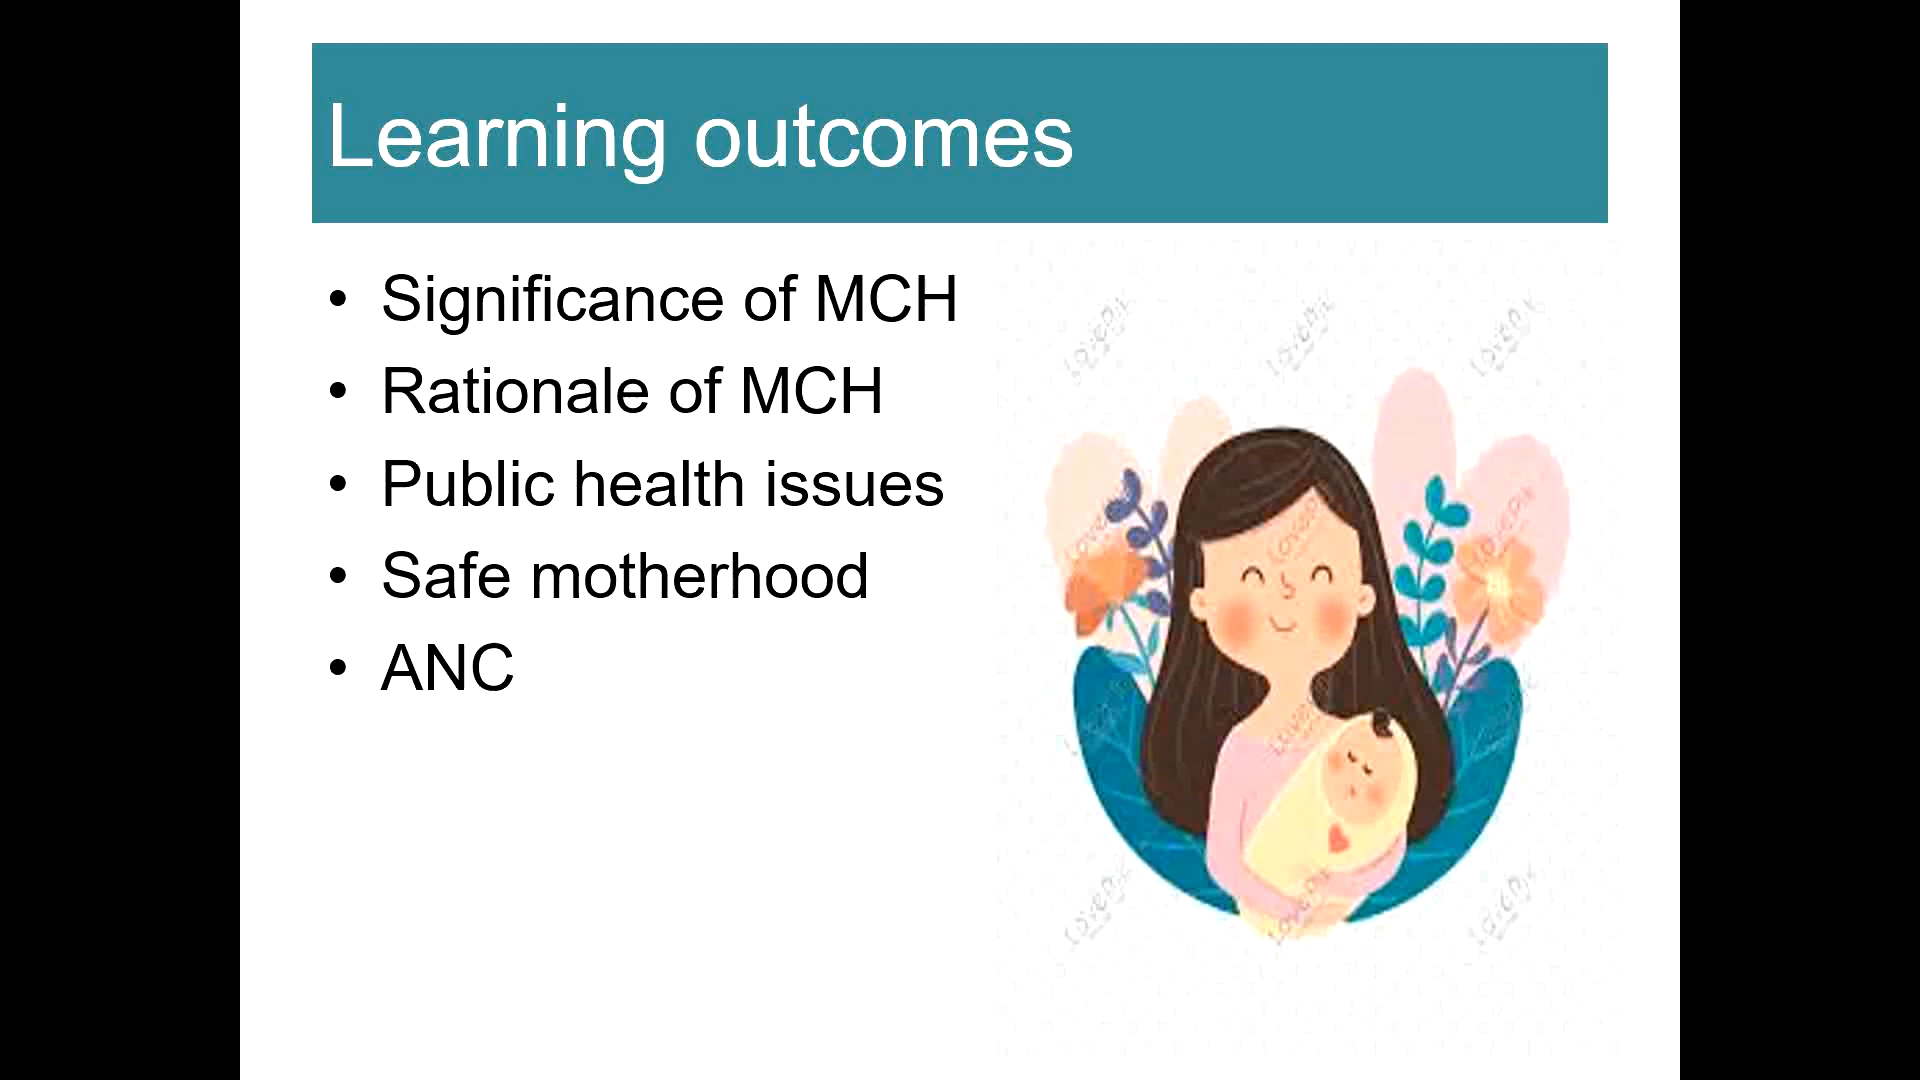 Learning outcomes
• Significance of MCH
• Rationale of MCH
• Public health issues
• Safe motherhood
• ANC